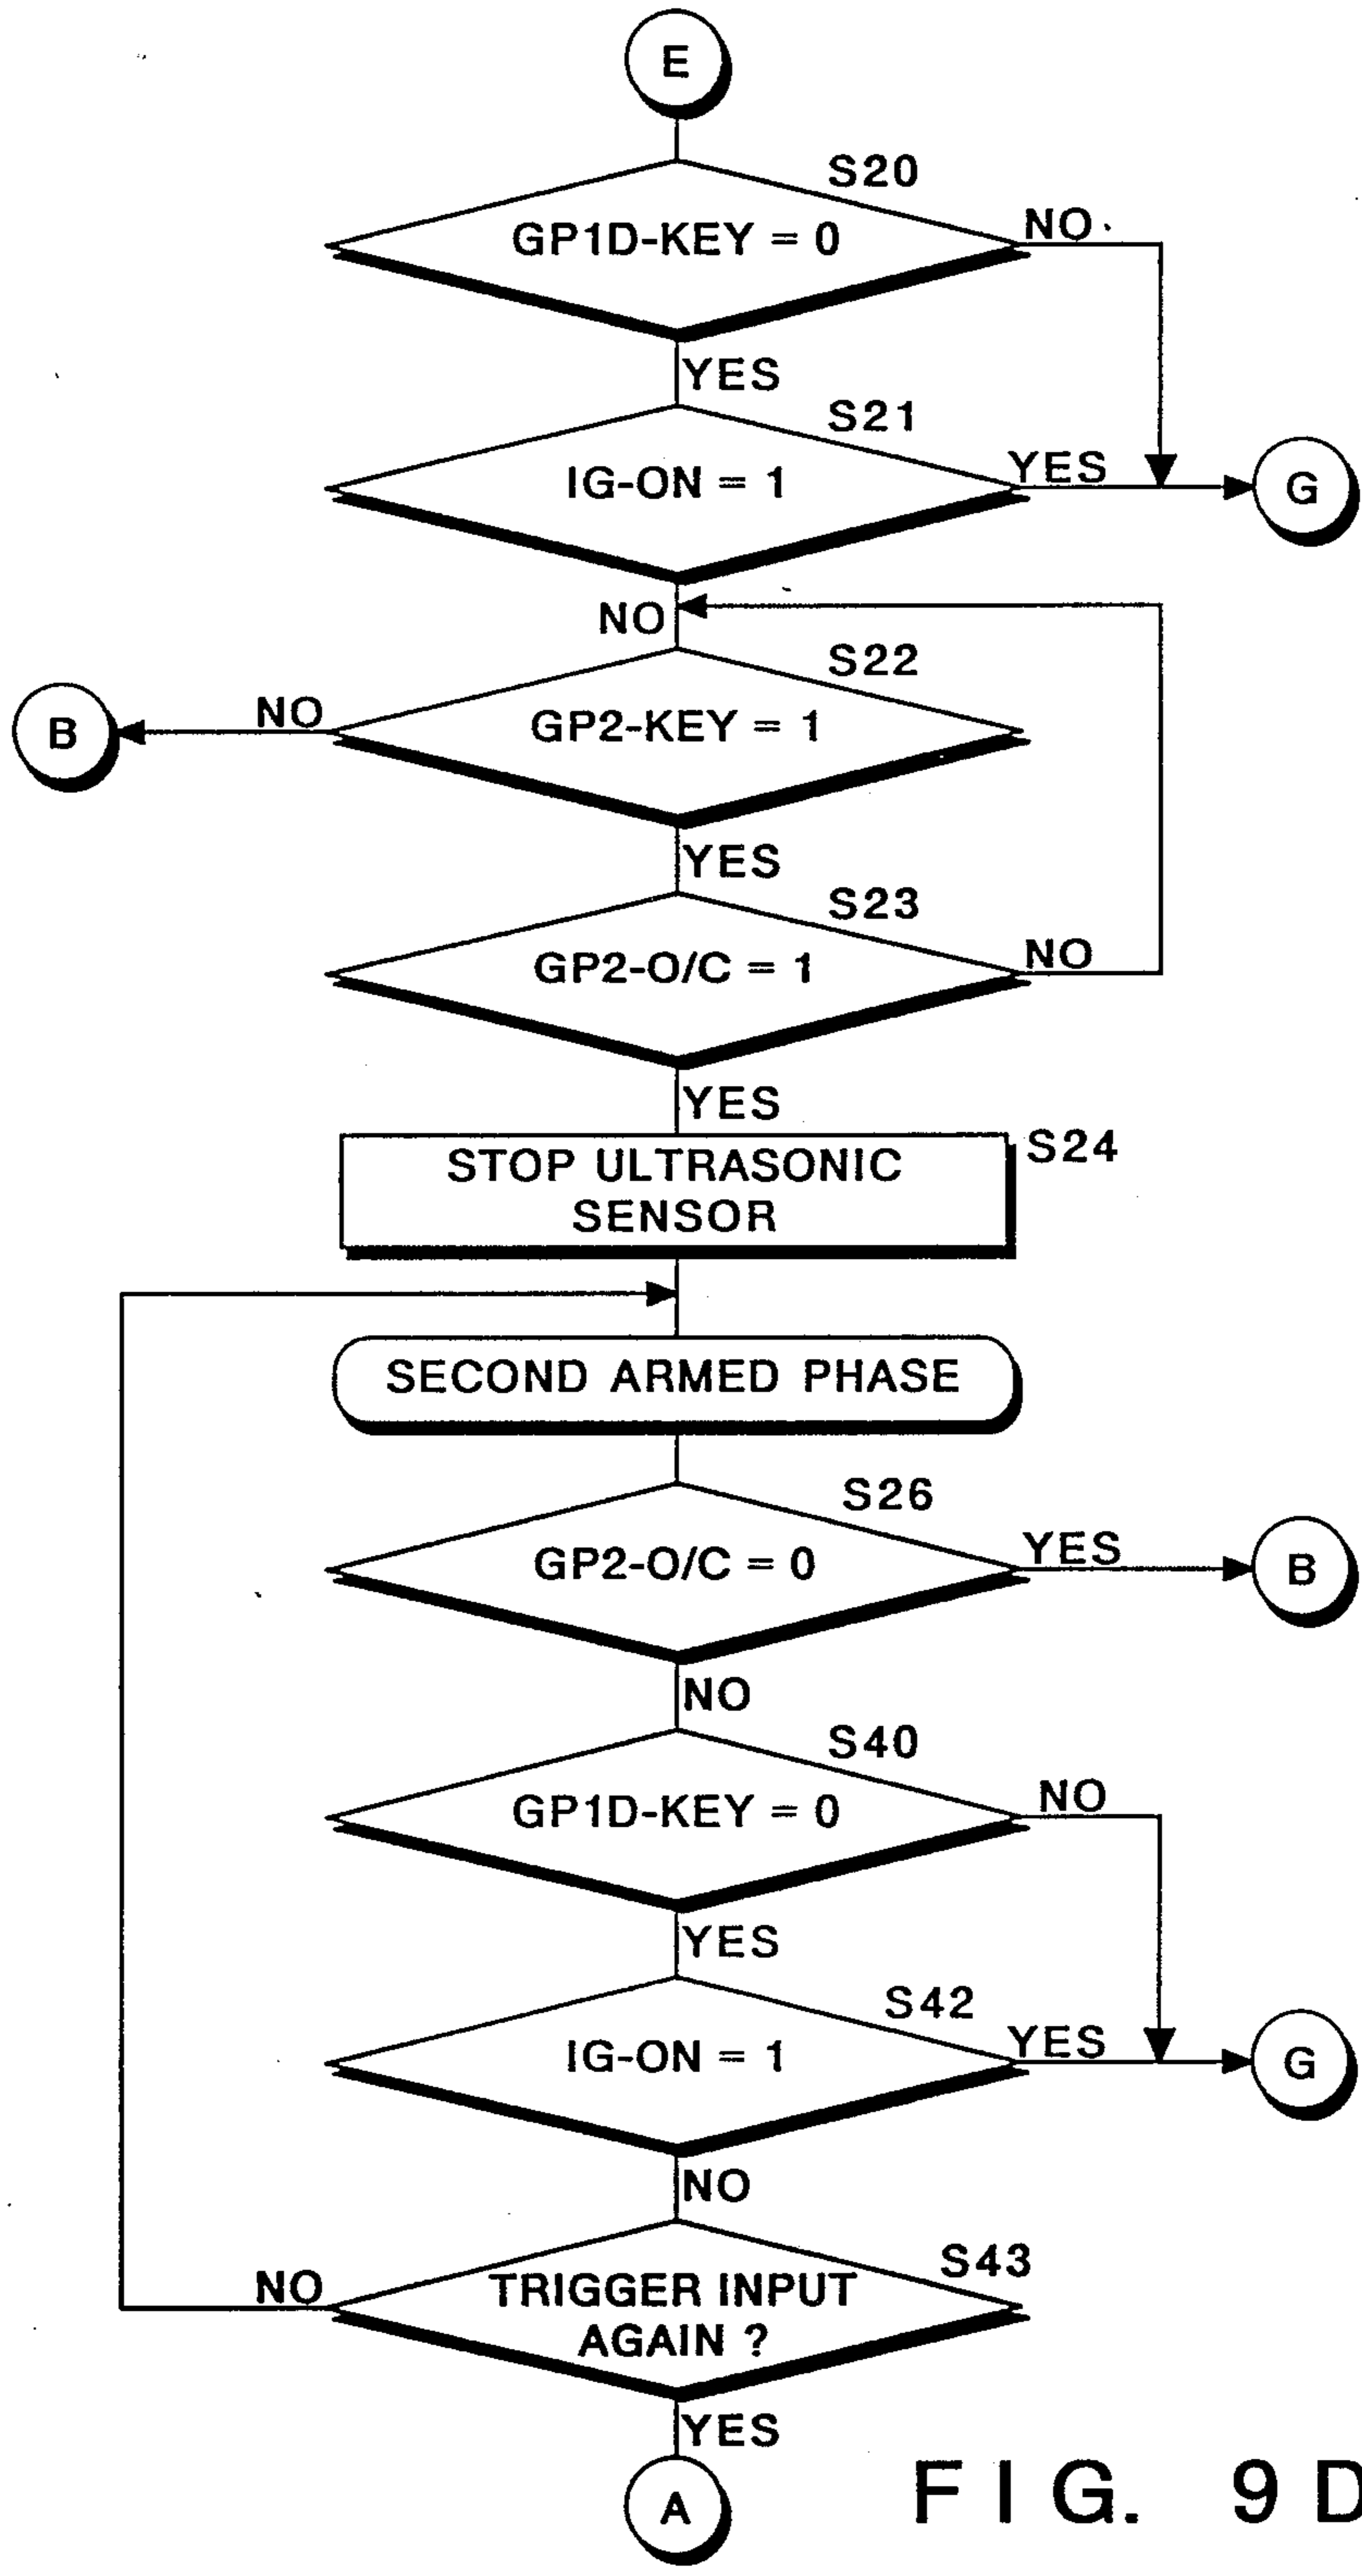 E
S20
GP1D-KEY = 0
NO
YES
S21
IG-ON = 1
YES
G
NO
S22
B
NO
GP2-KEY = 1
YES
S23
GP2-O/C = 1
NO
YES
S24
STOP ULTRASONIC
SENSOR
SECOND ARMED PHASE
S26
GP2-O/C = 0
YES
B
NO
S40
GP1D-KEY = 0
NO
YES
S42
IG-ON = 1
YES
G
NO
S43
NO
TRIGGER INPUT
AGAIN ?
YES
A
FIG. 9D